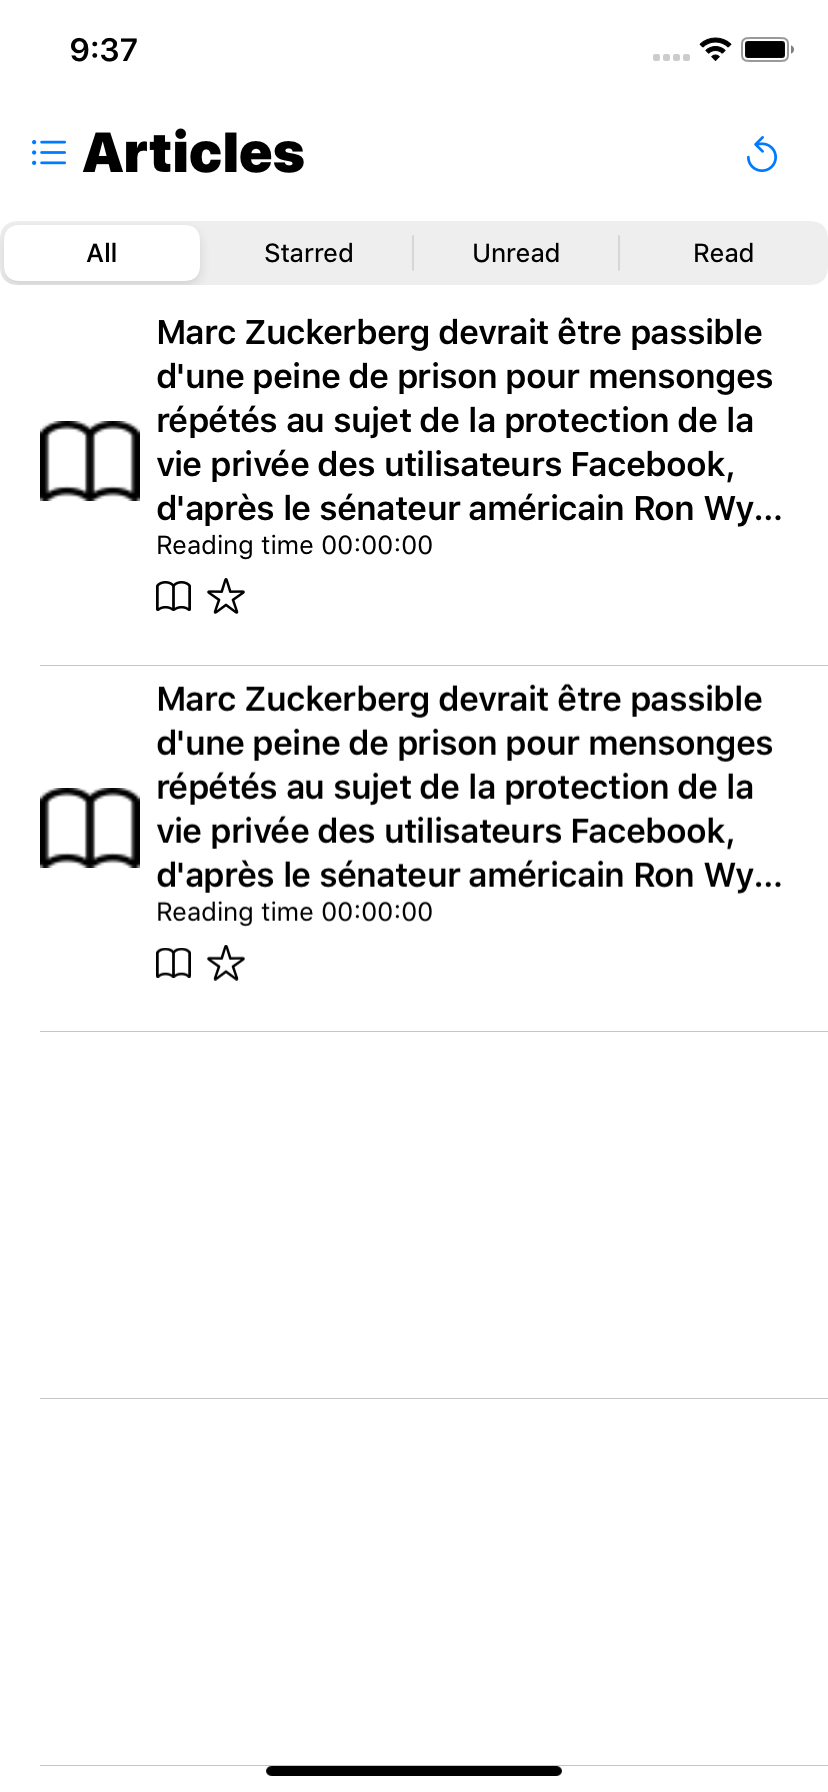 9:37
Articles
All Starred Unread Read
Marc Zuckerberg devrait être passible
d'une peine de prison pour mensonges
répétés au sujet de la protection de la
vie privée des utilisateurs Facebook,
d'après le sénateur américain Ron Wy...
Reading time 00:00:00
Marc Zuckerberg devrait être passible
d'une peine de prison pour mensonges
répétés au sujet de la protection de la
vie privée des utilisateurs Facebook,
d'après le sénateur américain Ron Wy...
Reading time 00:00:00